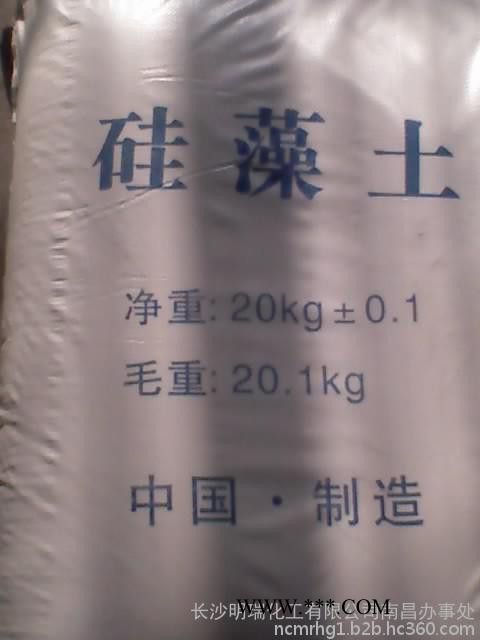 硅藻土
净重: 20kg±0.1
毛重: 20.1kg
中国·制造
WWW.***.COM
长沙明瑞化工有限公司南昌办事处
ncmrhg1.b2b.hc360.com